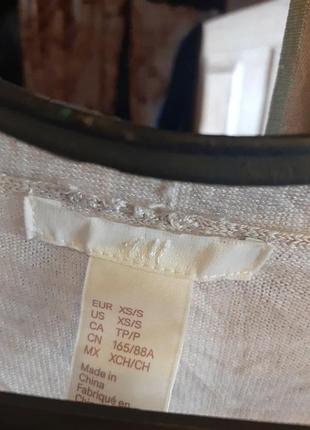 EUR XS/S
US XS/S
CA TP/P
CN 165/88A
MX XCH/CH
Made in
China
Fabriqué en